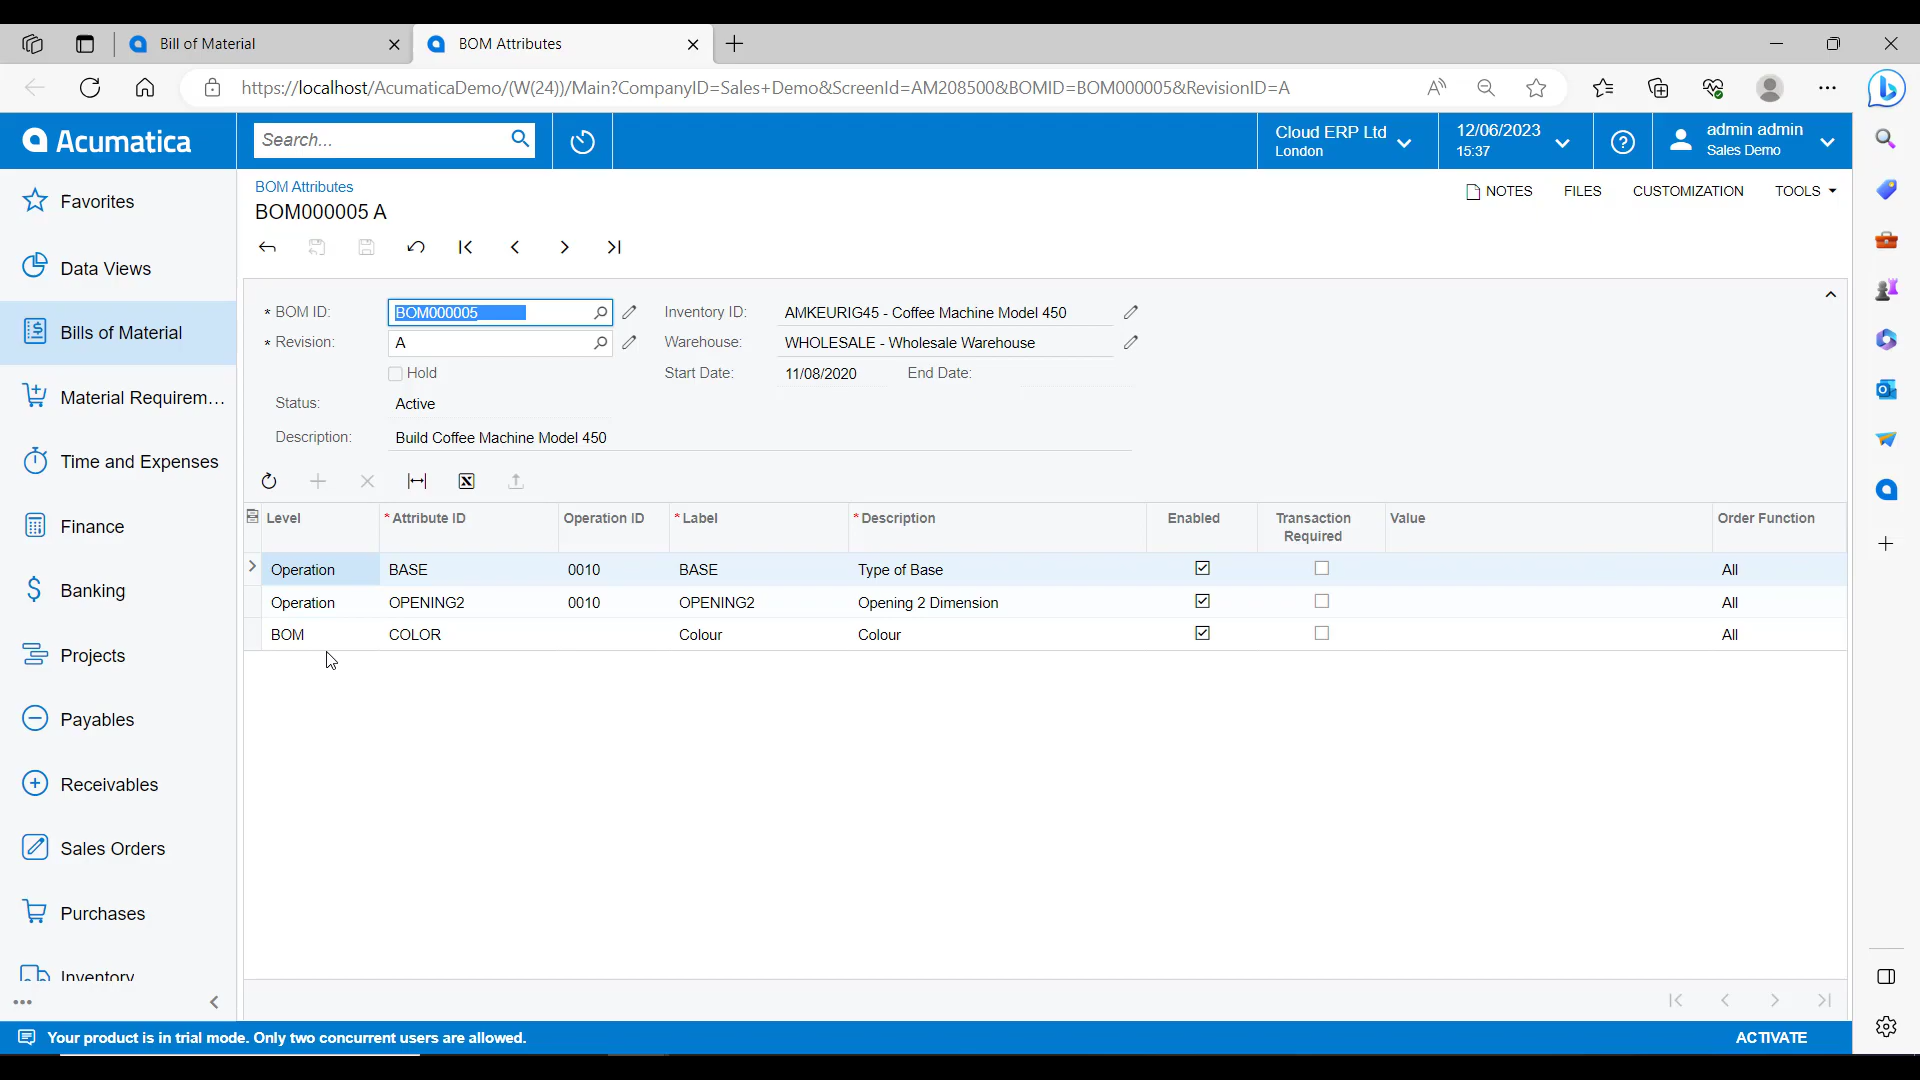 Bill of Material
BOM Attributes
https://localhost/AcumaticaDemo/(W(24))/Main?CompanyID=Sales+Demo&ScreenId=AM208500&BOMID=BOM000005&RevisionID=A
Acumatica
Search...
Cloud ERP Ltd
London
12/06/2023
15:37
admin admin
Sales Demo
Favorites
Data Views
Bills of Material
Material Requirem...
Time and Expenses
Finance
Banking
Projects
Payables
Receivables
Sales Orders
Purchases
Inventory
BOM Attributes
BOM000005 A
NOTES FILES CUSTOMIZATION TOOLS
* BOM ID: BOM000005 Inventory ID: AMKEURIG45 - Coffee Machine Model 450
* Revision: A Warehouse: WHOLESALE - Wholesale Warehouse
Hold Start Date: 11/08/2020 End Date:
Status: Active
Description: Build Coffee Machine Model 450
Level * Attribute ID Operation ID * Label * Description Enabled Transaction Required Value Order Function
Operation BASE 0010 BASE Type of Base All
Operation OPENING2 0010 OPENING2 Opening 2 Dimension All
BOM COLOR Colour Colour All
Your product is in trial mode. Only two concurrent users are allowed. ACTIVATE